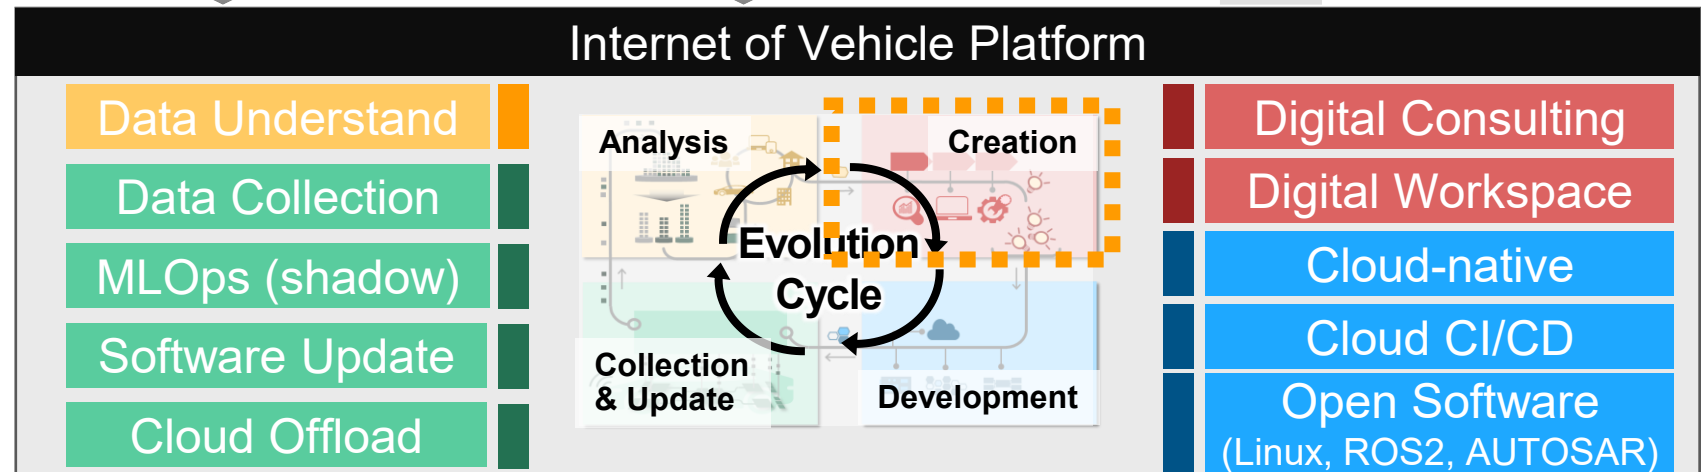 Internet of Vehicle Platform
Data Understand
Data Collection
MLOps (shadow)
Software Update
Cloud Offload
Analysis
Creation
Evolution
Cycle
Collection
& Update
Development
Digital Consulting
Digital Workspace
Cloud-native
Cloud CI/CD
Open Software
(Linux, ROS2, AUTOSAR)